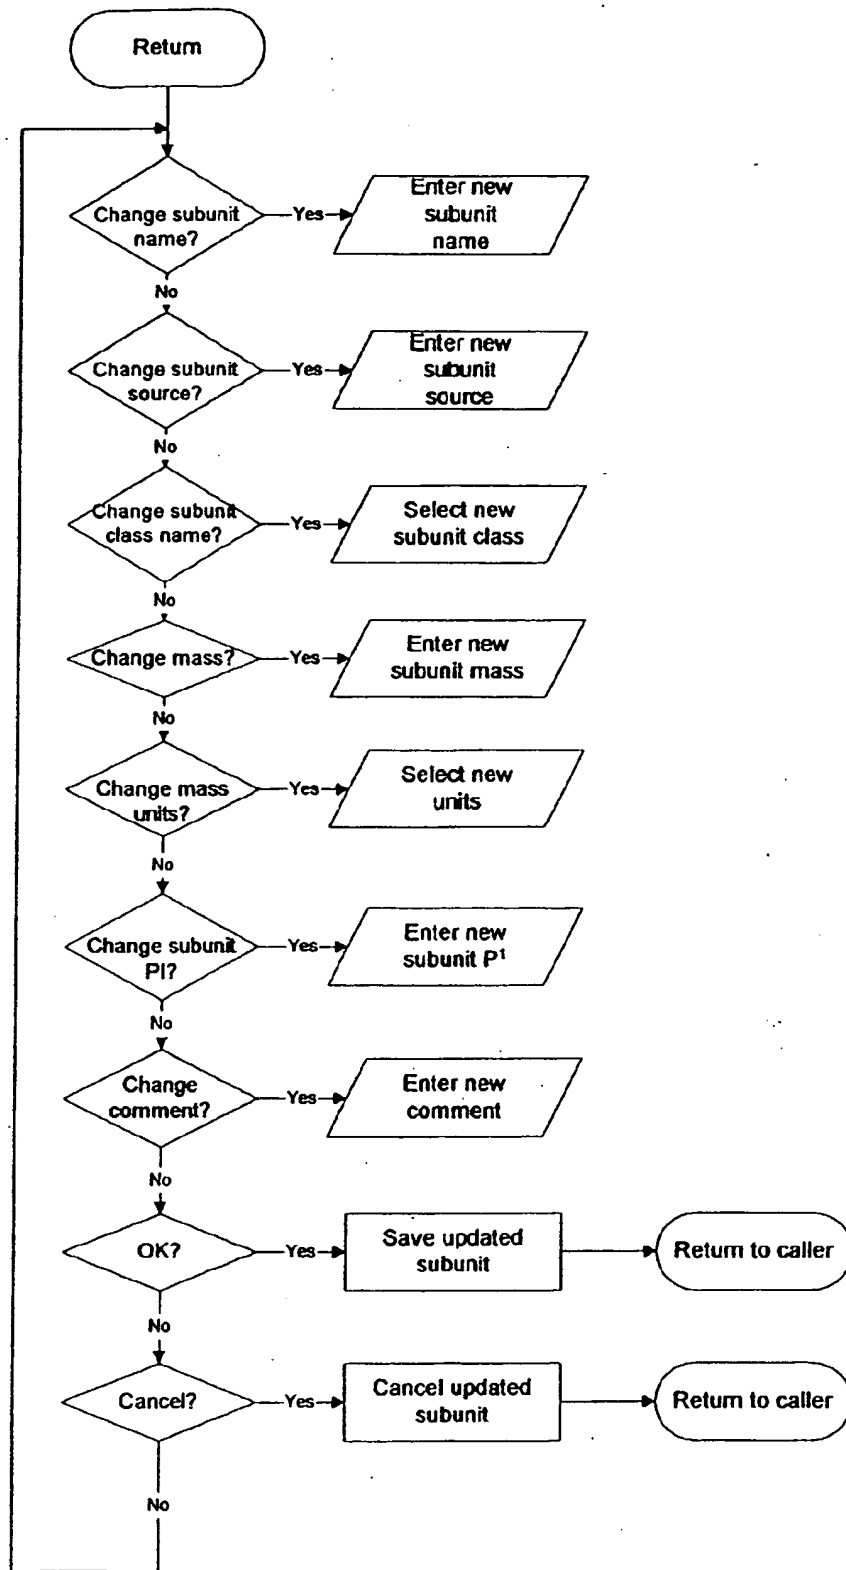 Return
Change subunit
name?
Yes
Enter new
subunit
name
No
Change subunit
source?
Yes
Enter new
subunit
source
No
Change subunit
class name?
Yes
Select new
subunit class
No
Change mass?
Yes
Enter new
subunit mass
No
Change mass
units?
Yes
Select new
units
No
Change subunit
PI?
Yes
Enter new
subunit P¹
No
Change
comment?
Yes
Enter new
comment
No
OK?
Yes
Save updated
subunit
Return to caller
No
Cancel?
Yes
Cancel updated
subunit
Return to caller
No